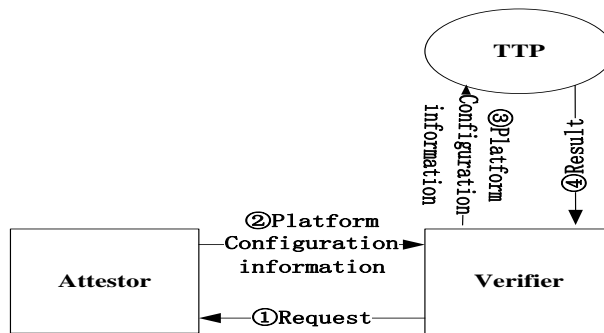 TTP
③Platform
Configuration
information
④Result
②Platform
Configuration
information
Attestor
Verifier
①Request